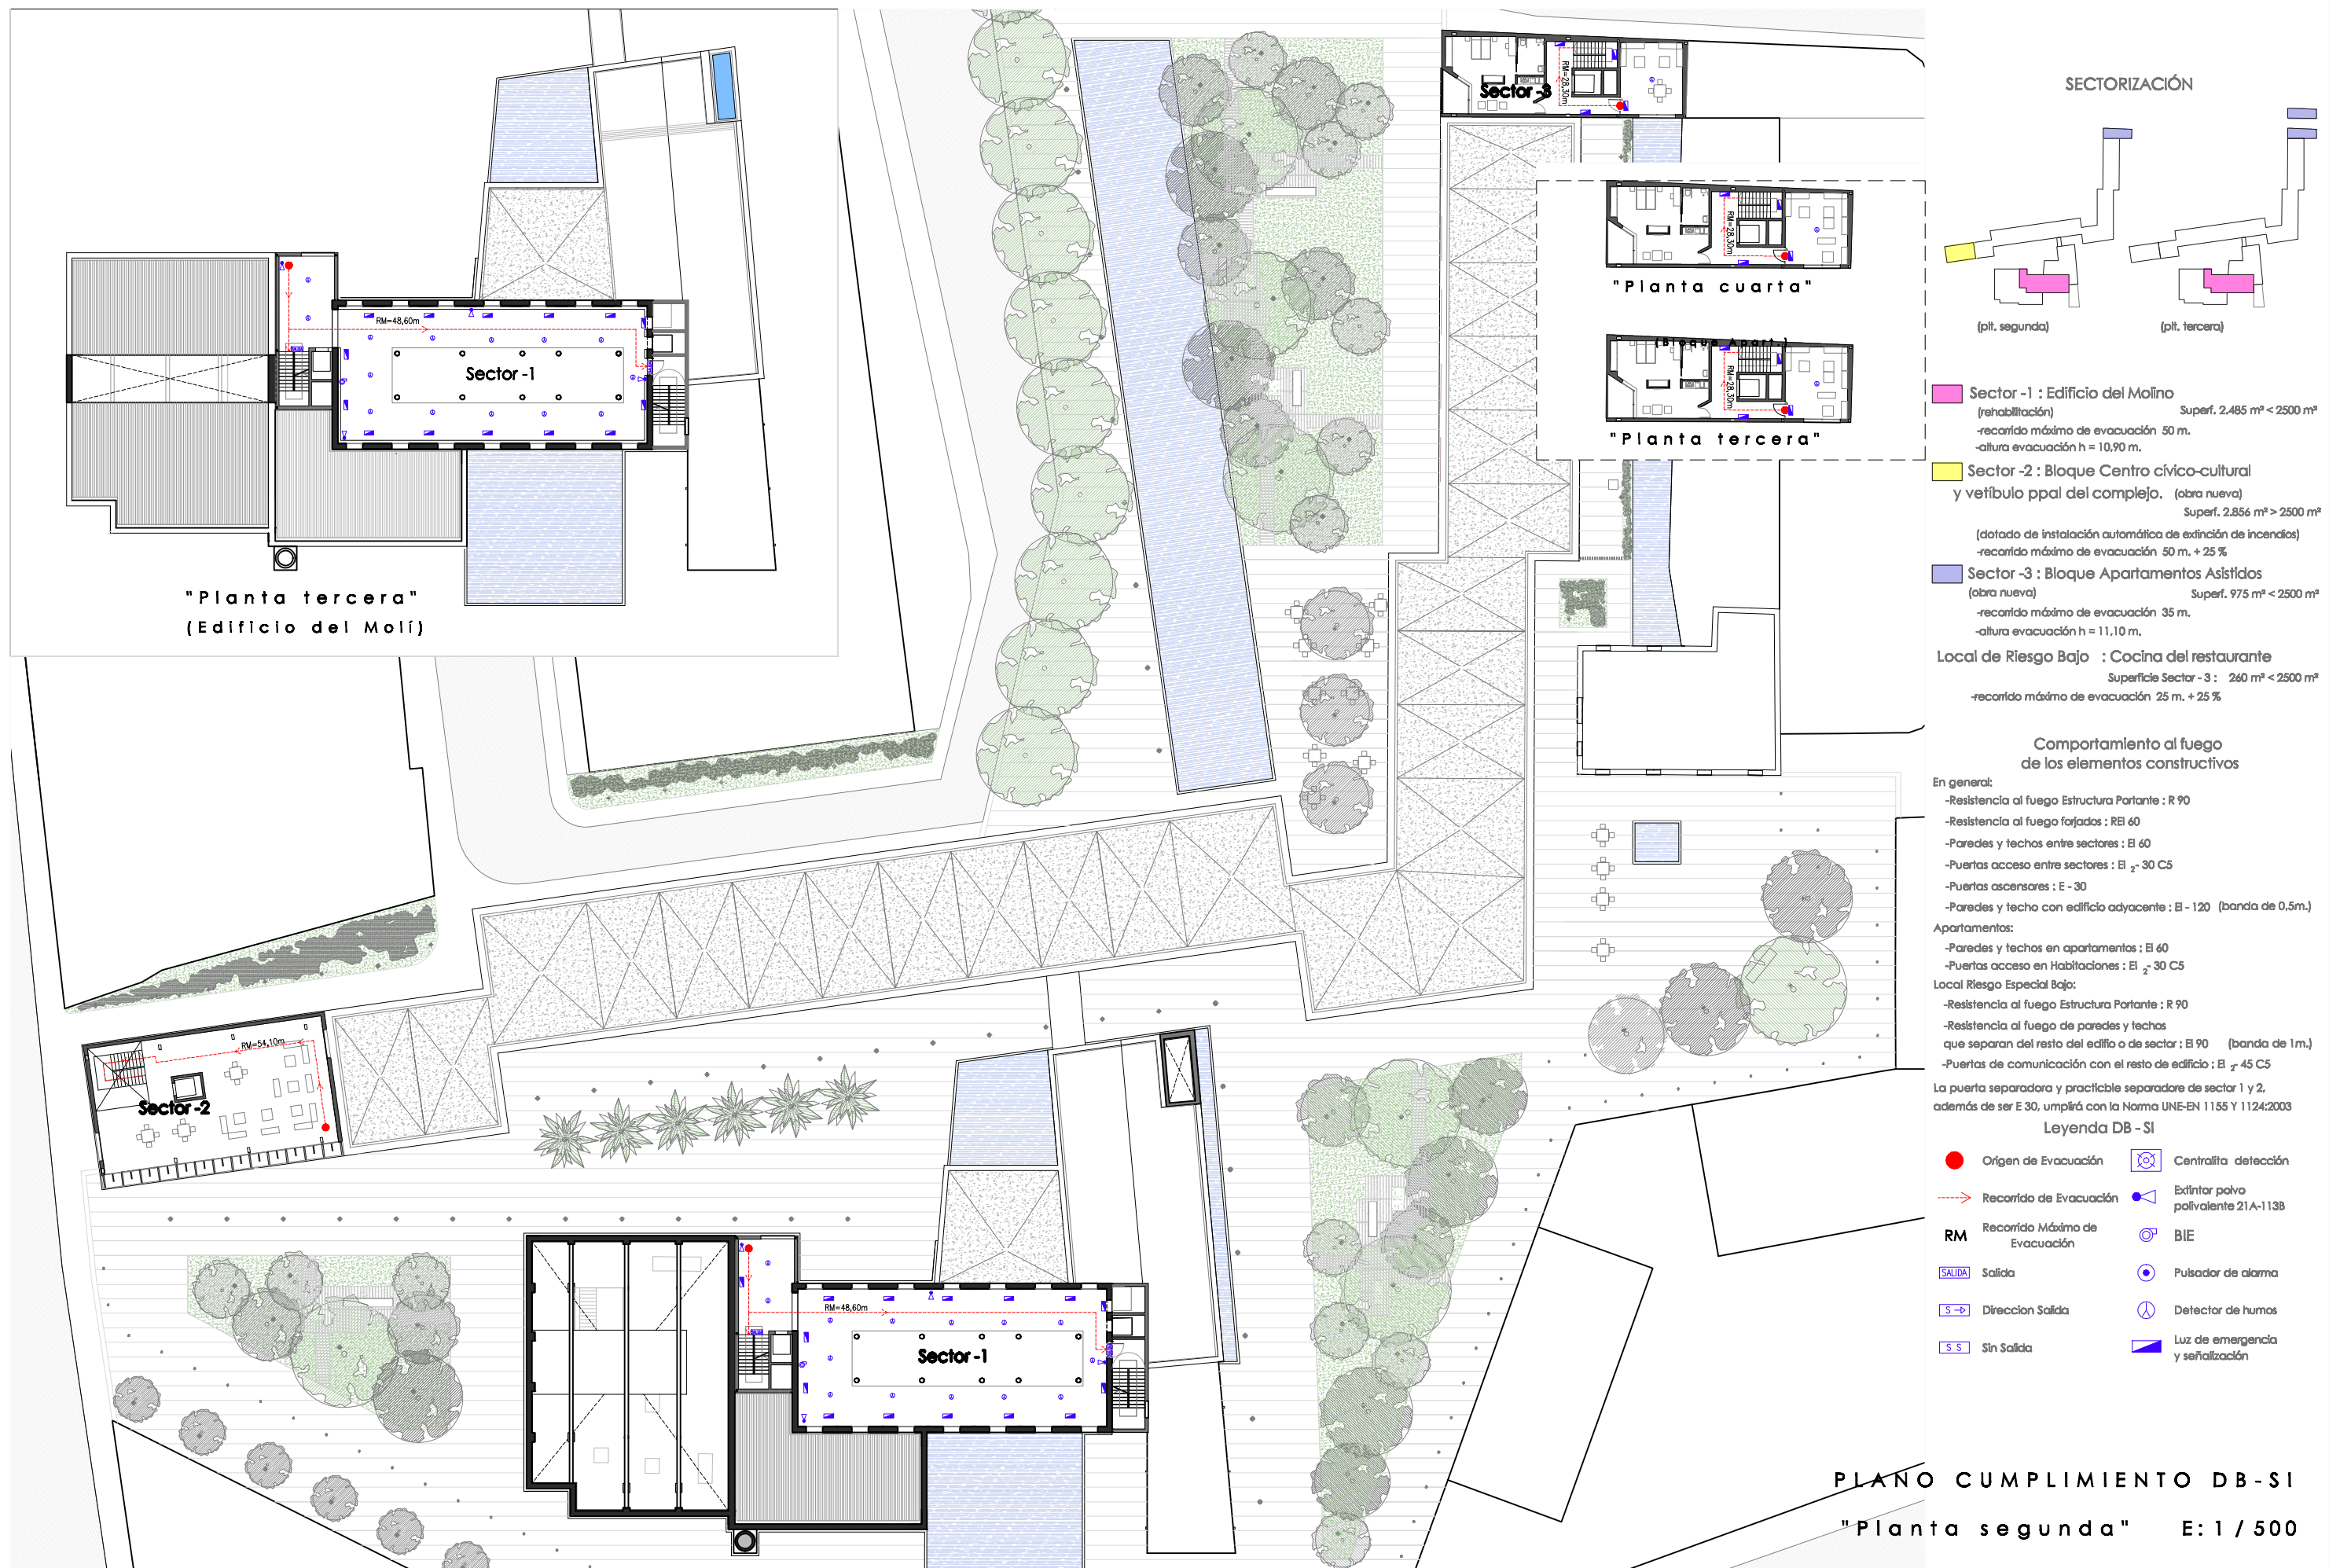 RM=48,60m
Sector -1
"Planta tercera"
(Edificio del Molí)
RM=28,30m
Sector -3
RM=28,30m
"Planta cuarta"
(Bloque Apart.)
RM=28,30m
"Planta tercera"
RM=54,10m
Sector -2
RM=48,60m
Sector -1
SECTORIZACIÓN
(plt. segunda)
(plt. tercera)
Sector -1 : Edificio del Molino
(rehabilitación)
Superf. 2.485 m² < 2500 m²
-recorrido máximo de evacuación 50 m.
-altura evacuación h = 10,90 m.
Sector -2 : Bloque Centro cívico-cultural
y vetíbulo ppal del complejo. (obra nueva)
Superf. 2.856 m² > 2500 m²
(dotado de instalación automática de extinción de incendios)
-recorrido máximo de evacuación 50 m. + 25 %
Sector -3 : Bloque Apartamentos Asistidos
(obra nueva)
Superf. 975 m² < 2500 m²
-recorrido máximo de evacuación 35 m.
-altura evacuación h = 11,10 m.
Local de Riesgo Bajo : Cocina del restaurante
Superficie Sector - 3 : 260 m² < 2500 m²
-recorrido máximo de evacuación 25 m. + 25 %
Comportamiento al fuego
de los elementos constructivos
En general:
-Resistencia al fuego Estructura Portante : R 90
-Resistencia al fuego forjados : REI 60
-Paredes y techos entre sectores : EI 60
-Puertas acceso entre sectores : EI 2- 30 C5
-Puertas ascensores : E - 30
-Paredes y techo con edificio adyacente : EI - 120 (banda de 0,5m.)
Apartamentos:
-Paredes y techos en apartamentos : EI 60
-Puertas acceso en Habitaciones : EI 2- 30 C5
Local Riesgo Especial Bajo:
-Resistencia al fuego Estructura Portante : R 90
-Resistencia al fuego de paredes y techos
que separan del resto del edifio o de sector : EI 90 (banda de 1m.)
-Puertas de comunicación con el resto de edificio : EI 2- 45 C5
La puerta separadora y practicble separadore de sector 1 y 2,
además de ser E 30, umplirá con la Norma UNE-EN 1155 Y 1124:2003
Leyenda DB - SI
Origen de Evacuación
Centralita detección
Recorrido de Evacuación
Extintor polvo
polivalente 21A-113B
RM
Recorrido Máximo de
Evacuación
BIE
SALIDA
Salida
Pulsador de alarma
S
Direccion Salida
Detector de humos
S S
Sin Salida
Luz de emergencia
y señalización
PLANO CUMPLIMIENTO DB-SI
"Planta segunda" E: 1 / 500